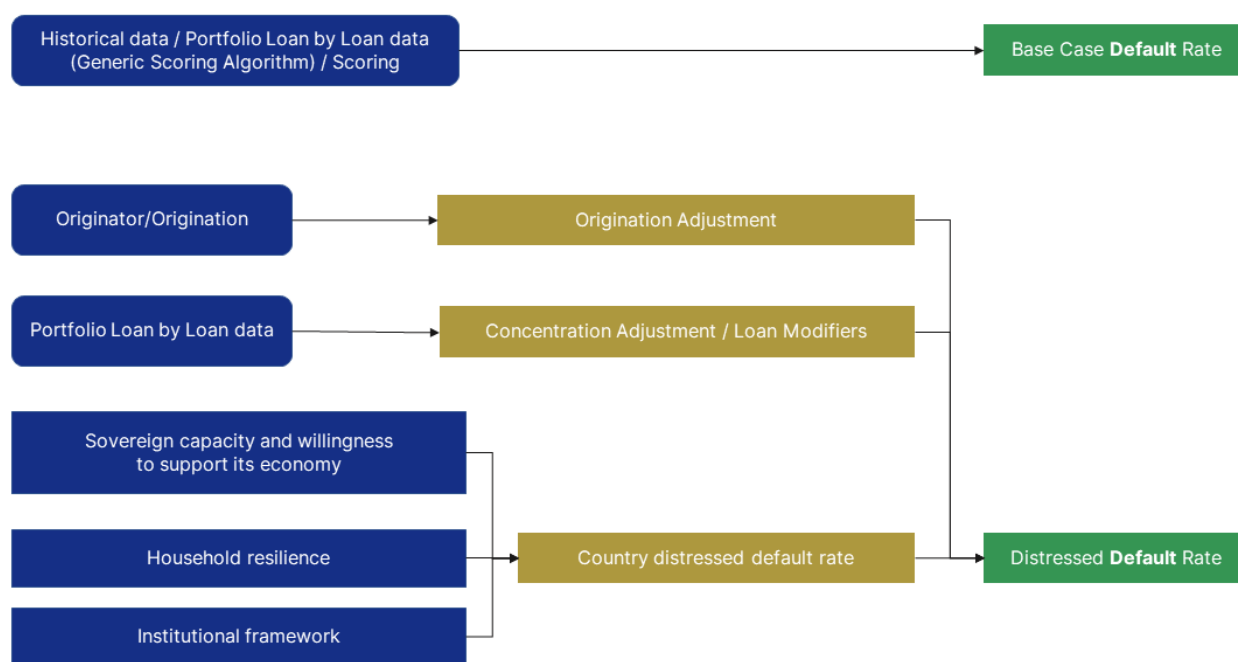 Historical data / Portfolio Loan by Loan data
(Generic Scoring Algorithm) / Scoring
Base Case Default Rate
Originator/Origination
Origination Adjustment
Portfolio Loan by Loan data
Concentration Adjustment / Loan Modifiers
Sovereign capacity and willingness
to support its economy
Household resilience
Country distressed default rate
Distressed Default Rate
Institutional framework